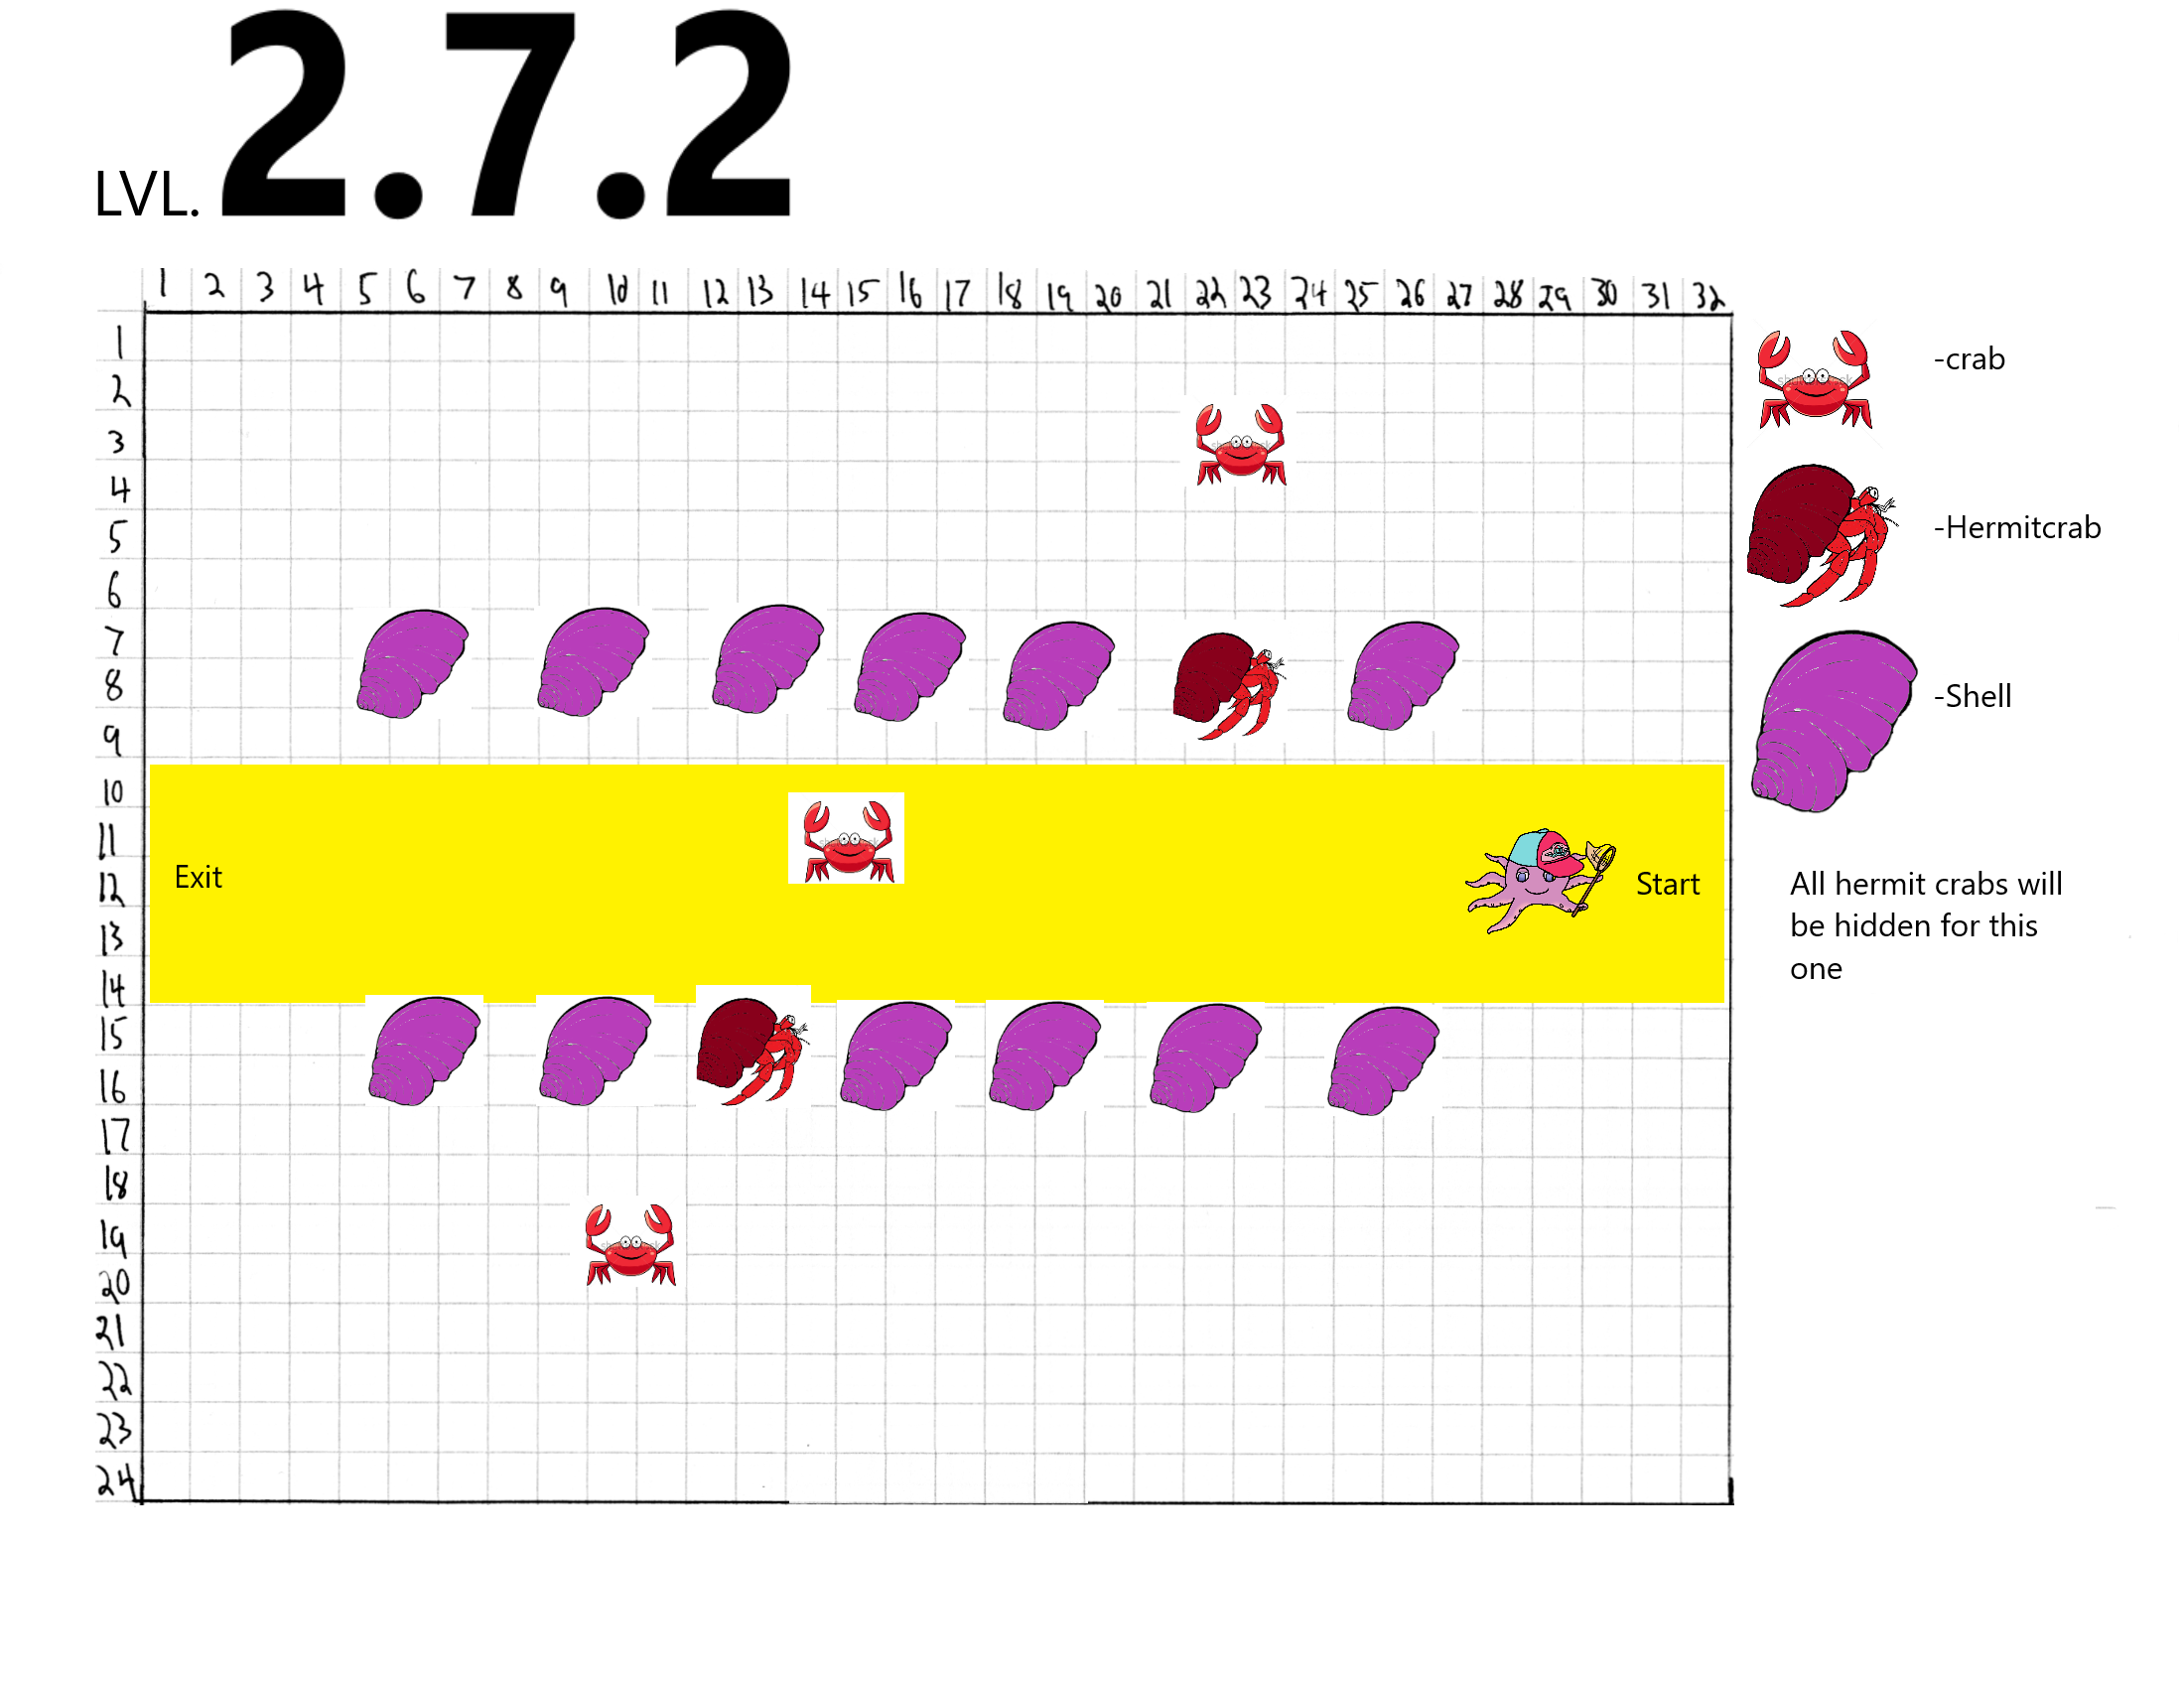 LVL. 2.7.2
1 2 3 4 5 6 7 8 9 10 11 12 13 14 15 16 17 18 19 20 21 22 23 24 25 26 27 28 29 30 31 32
1
2
3
4
5
6
7
8
9
10
11
12
13
14
15
16
17
18
19
20
21
22
23
24
-crab
-Hermitcrab
-Shell
Exit
Start
All hermit crabs will
be hidden for this
one